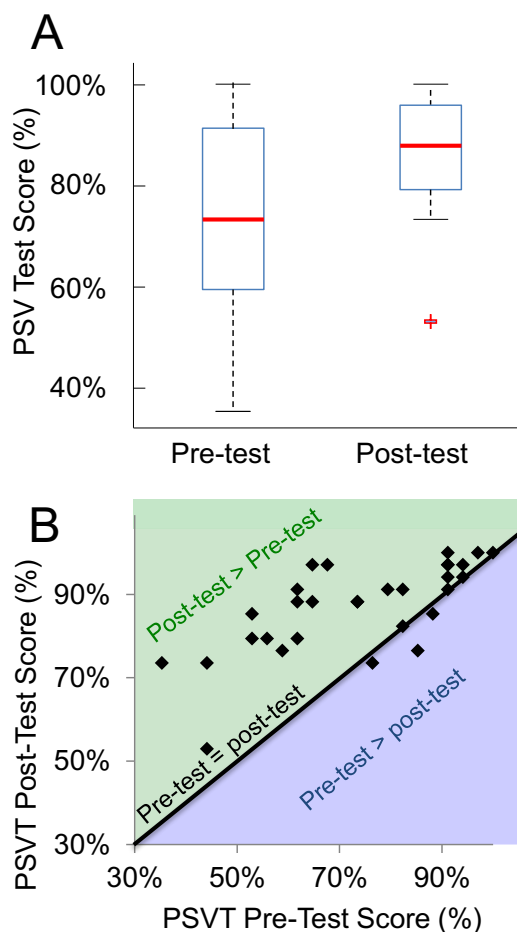 A
PSV Test Score (%)
100%
80%
60%
40%
Pre-test
Post-test
B
PSVT Post-Test Score (%)
90%
70%
50%
30%
Post-test > Pre-test
Pre-test = post-test
Pre-test > post-test
30%
50%
70%
90%
PSVT Pre-Test Score (%)